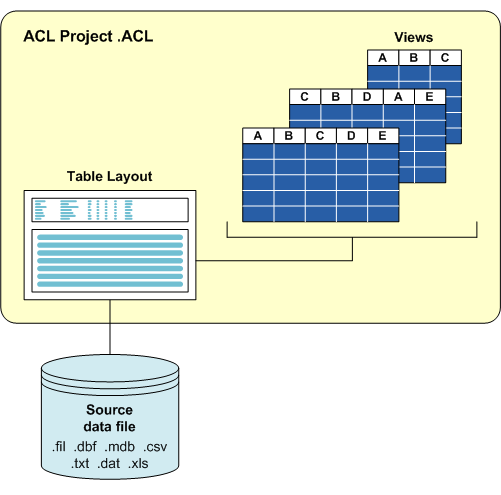 ACL Project .ACL
Views
A B C
C B D A E
A B C D E
Table Layout
Source
data file
.fil .dbf .mdb .csv
.txt .dat .xls